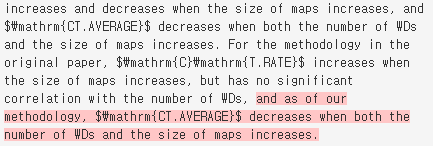 increases and decreases when the size of maps increases, and
$₩mathrm{CT.AVERAGE}$ decreases when both the number of ₩Ds
and the size of maps increases. For the methodology in the
original paper, $₩mathrm{C}₩mathrm{T.RATE}$ increases when
the size of maps increases, but has no significant
correlation with the number of ₩Ds, and as of our
methodology, $₩mathrm{CT.AVERAGE}$ decreases when both the
number of ₩Ds and the size of maps increases.